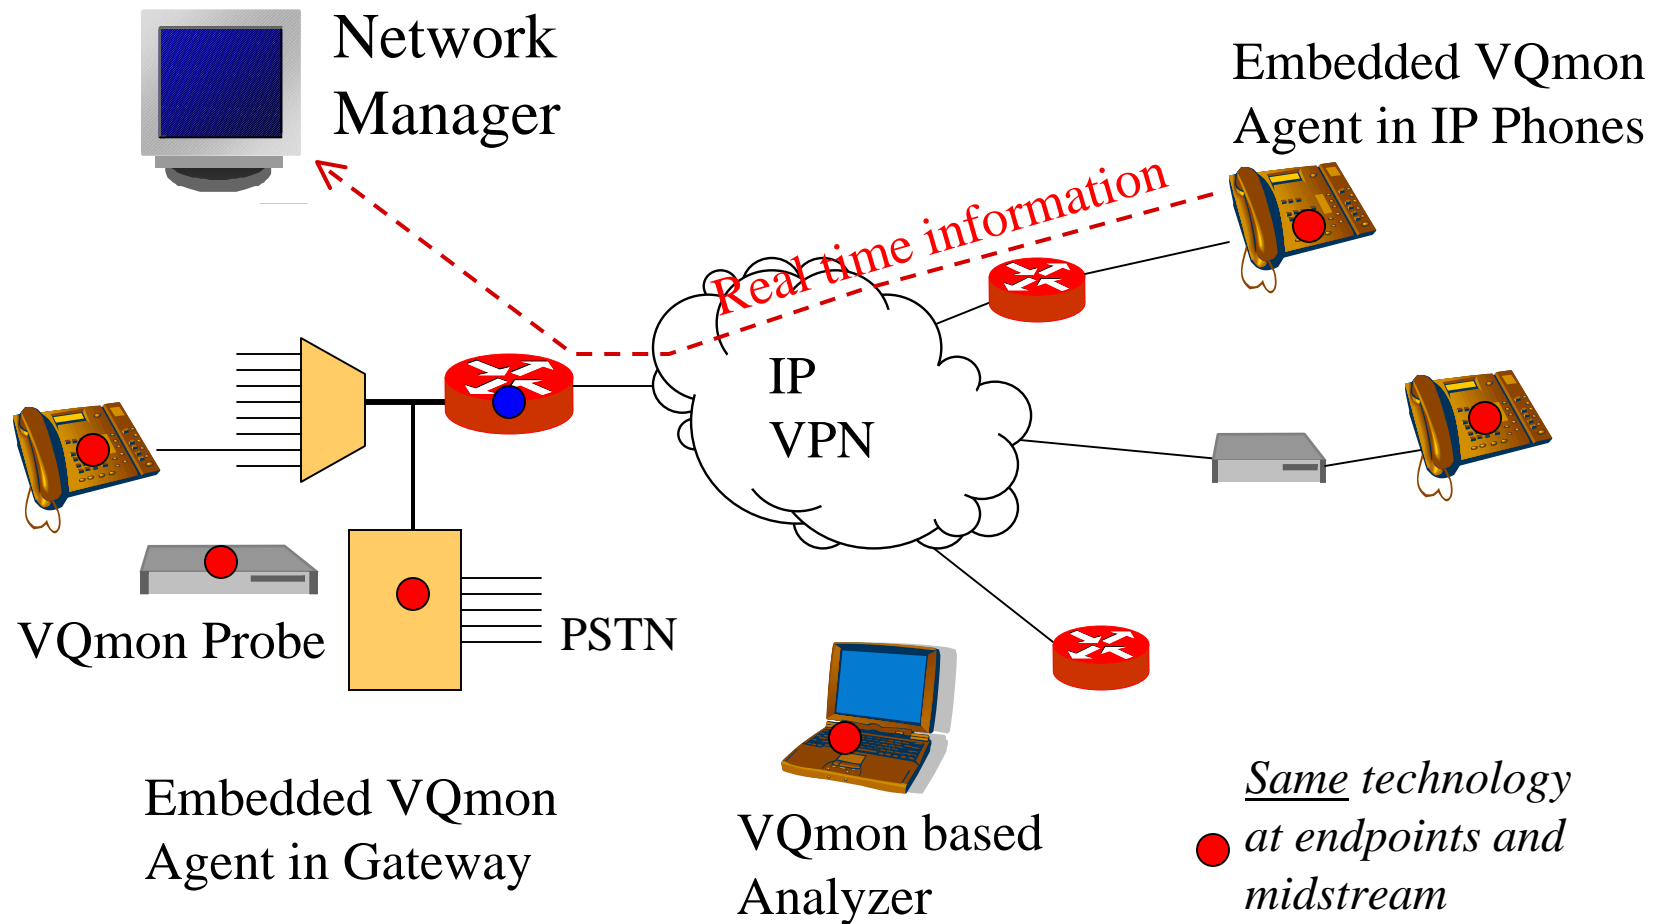 Network
Manager
Embedded VQmon
Agent in IP Phones
Real time information
IP
VPN
VQmon Probe
PSTN
Embedded VQmon
Agent in Gateway
VQmon based
Analyzer
Same technology
at endpoints and
midstream